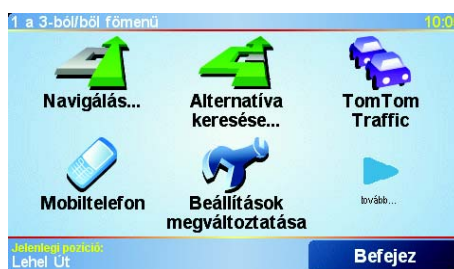 1 a 3-ból/ből főmenü 10:0
Navigálás...
Alternatíva
keresése...
TomTom
Traffic
Mobiltelefon
Beállítások
megváltoztatása
tovább...
Jelenlegi pozíció:
Lehel Út
Befejez